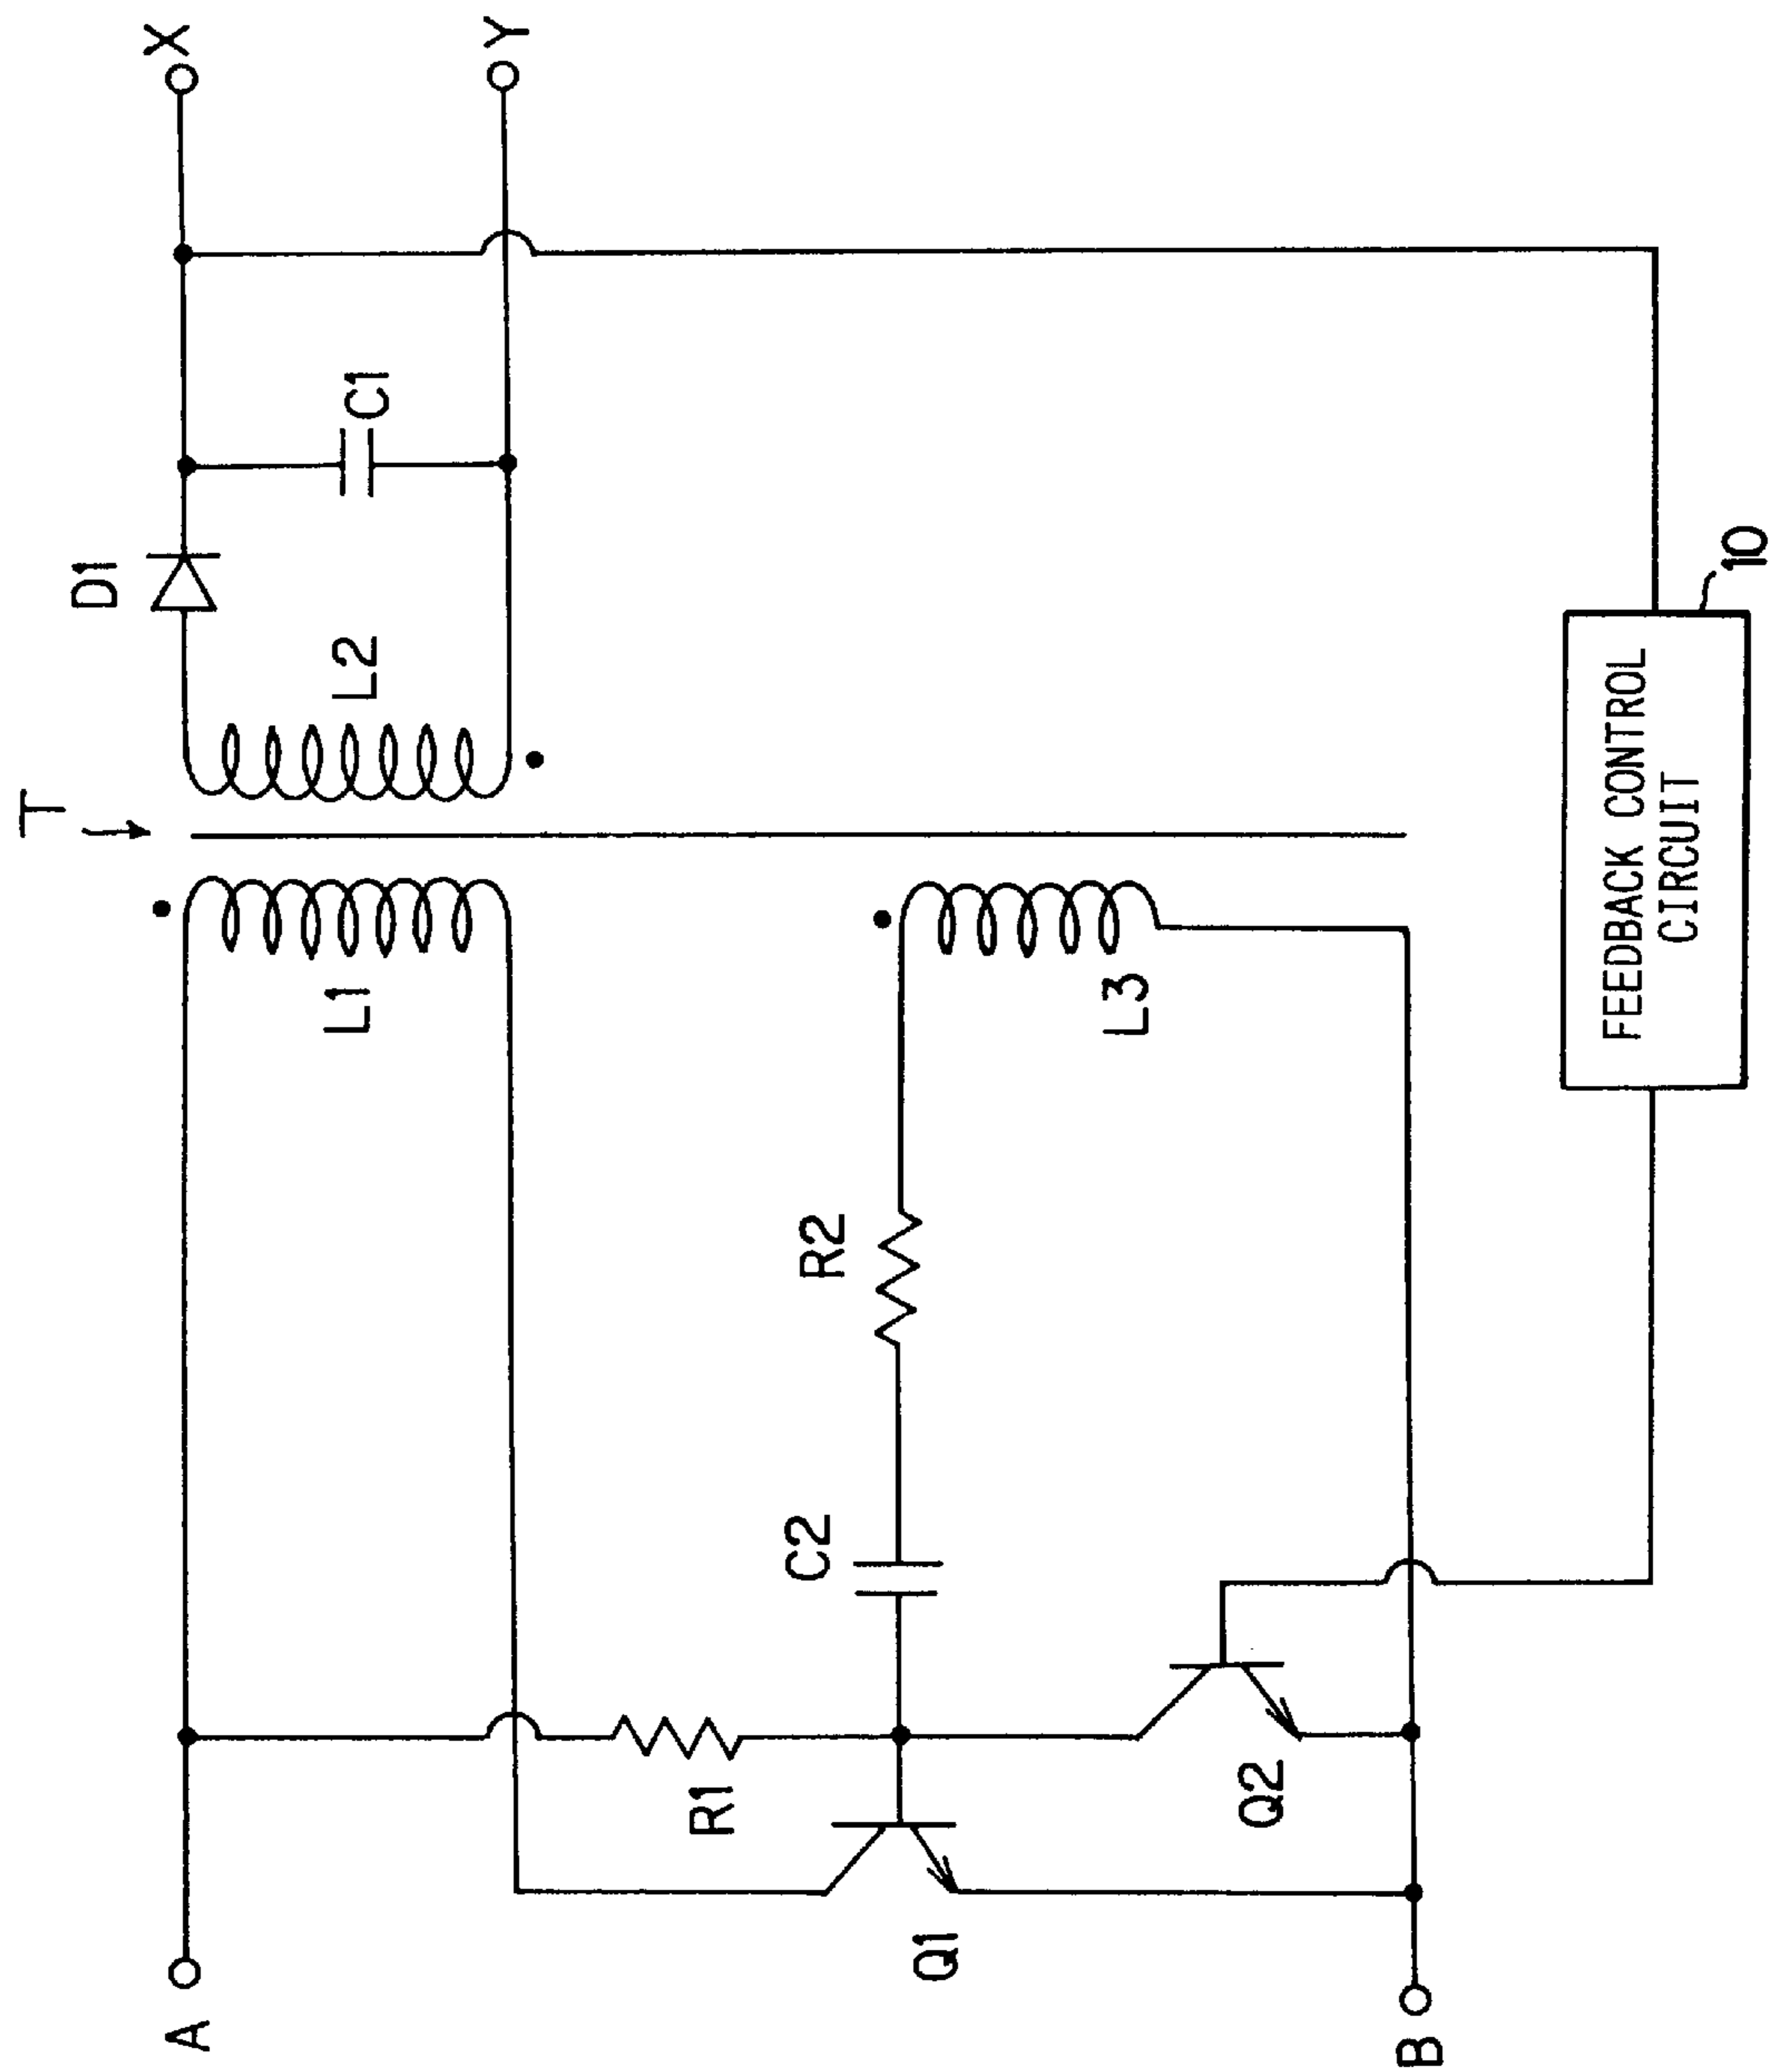 T
D1
X
L1
L2
C1
Y
A
R1
C2
R2
L3
Q1
Q2
B
FEEDBACK CONTROL
CIRCUIT
10